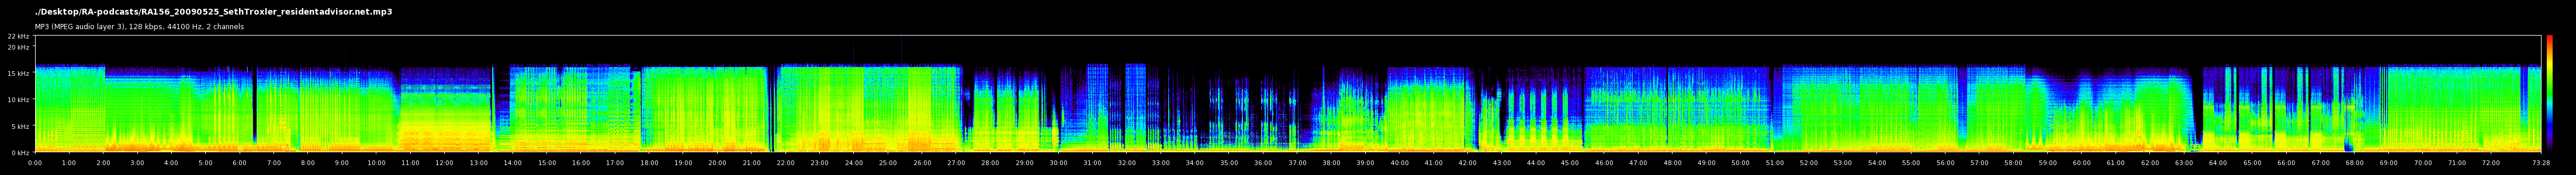 ./Desktop/RA-podcasts/RA156_20090525_SethTroxler_residentadvisor.net.mp3
MP3 (MPEG audio layer 3), 128 kbps, 44100 Hz, 2 channels
22 kHz
20 kHz
15 kHz
10 kHz
5 kHz
0 kHz
0:00 1:00 2:00 3:00 4:00 5:00 6:00 7:00 8:00 9:00 10:00 11:00 12:00 13:00 14:00 15:00 16:00 17:00 18:00 19:00 20:00 21:00 22:00 23:00 24:00 25:00 26:00 27:00 28:00 29:00 30:00 31:00 32:00 33:00 34:00 35:00 36:00 37:00 38:00 39:00 40:00 41:00 42:00 43:00 44:00 45:00 46:00 47:00 48:00 49:00 50:00 51:00 52:00 53:00 54:00 55:00 56:00 57:00 58:00 59:00 60:00 61:00 62:00 63:00 64:00 65:00 66:00 67:00 68:00 69:00 70:00 71:00 72:00 73:28